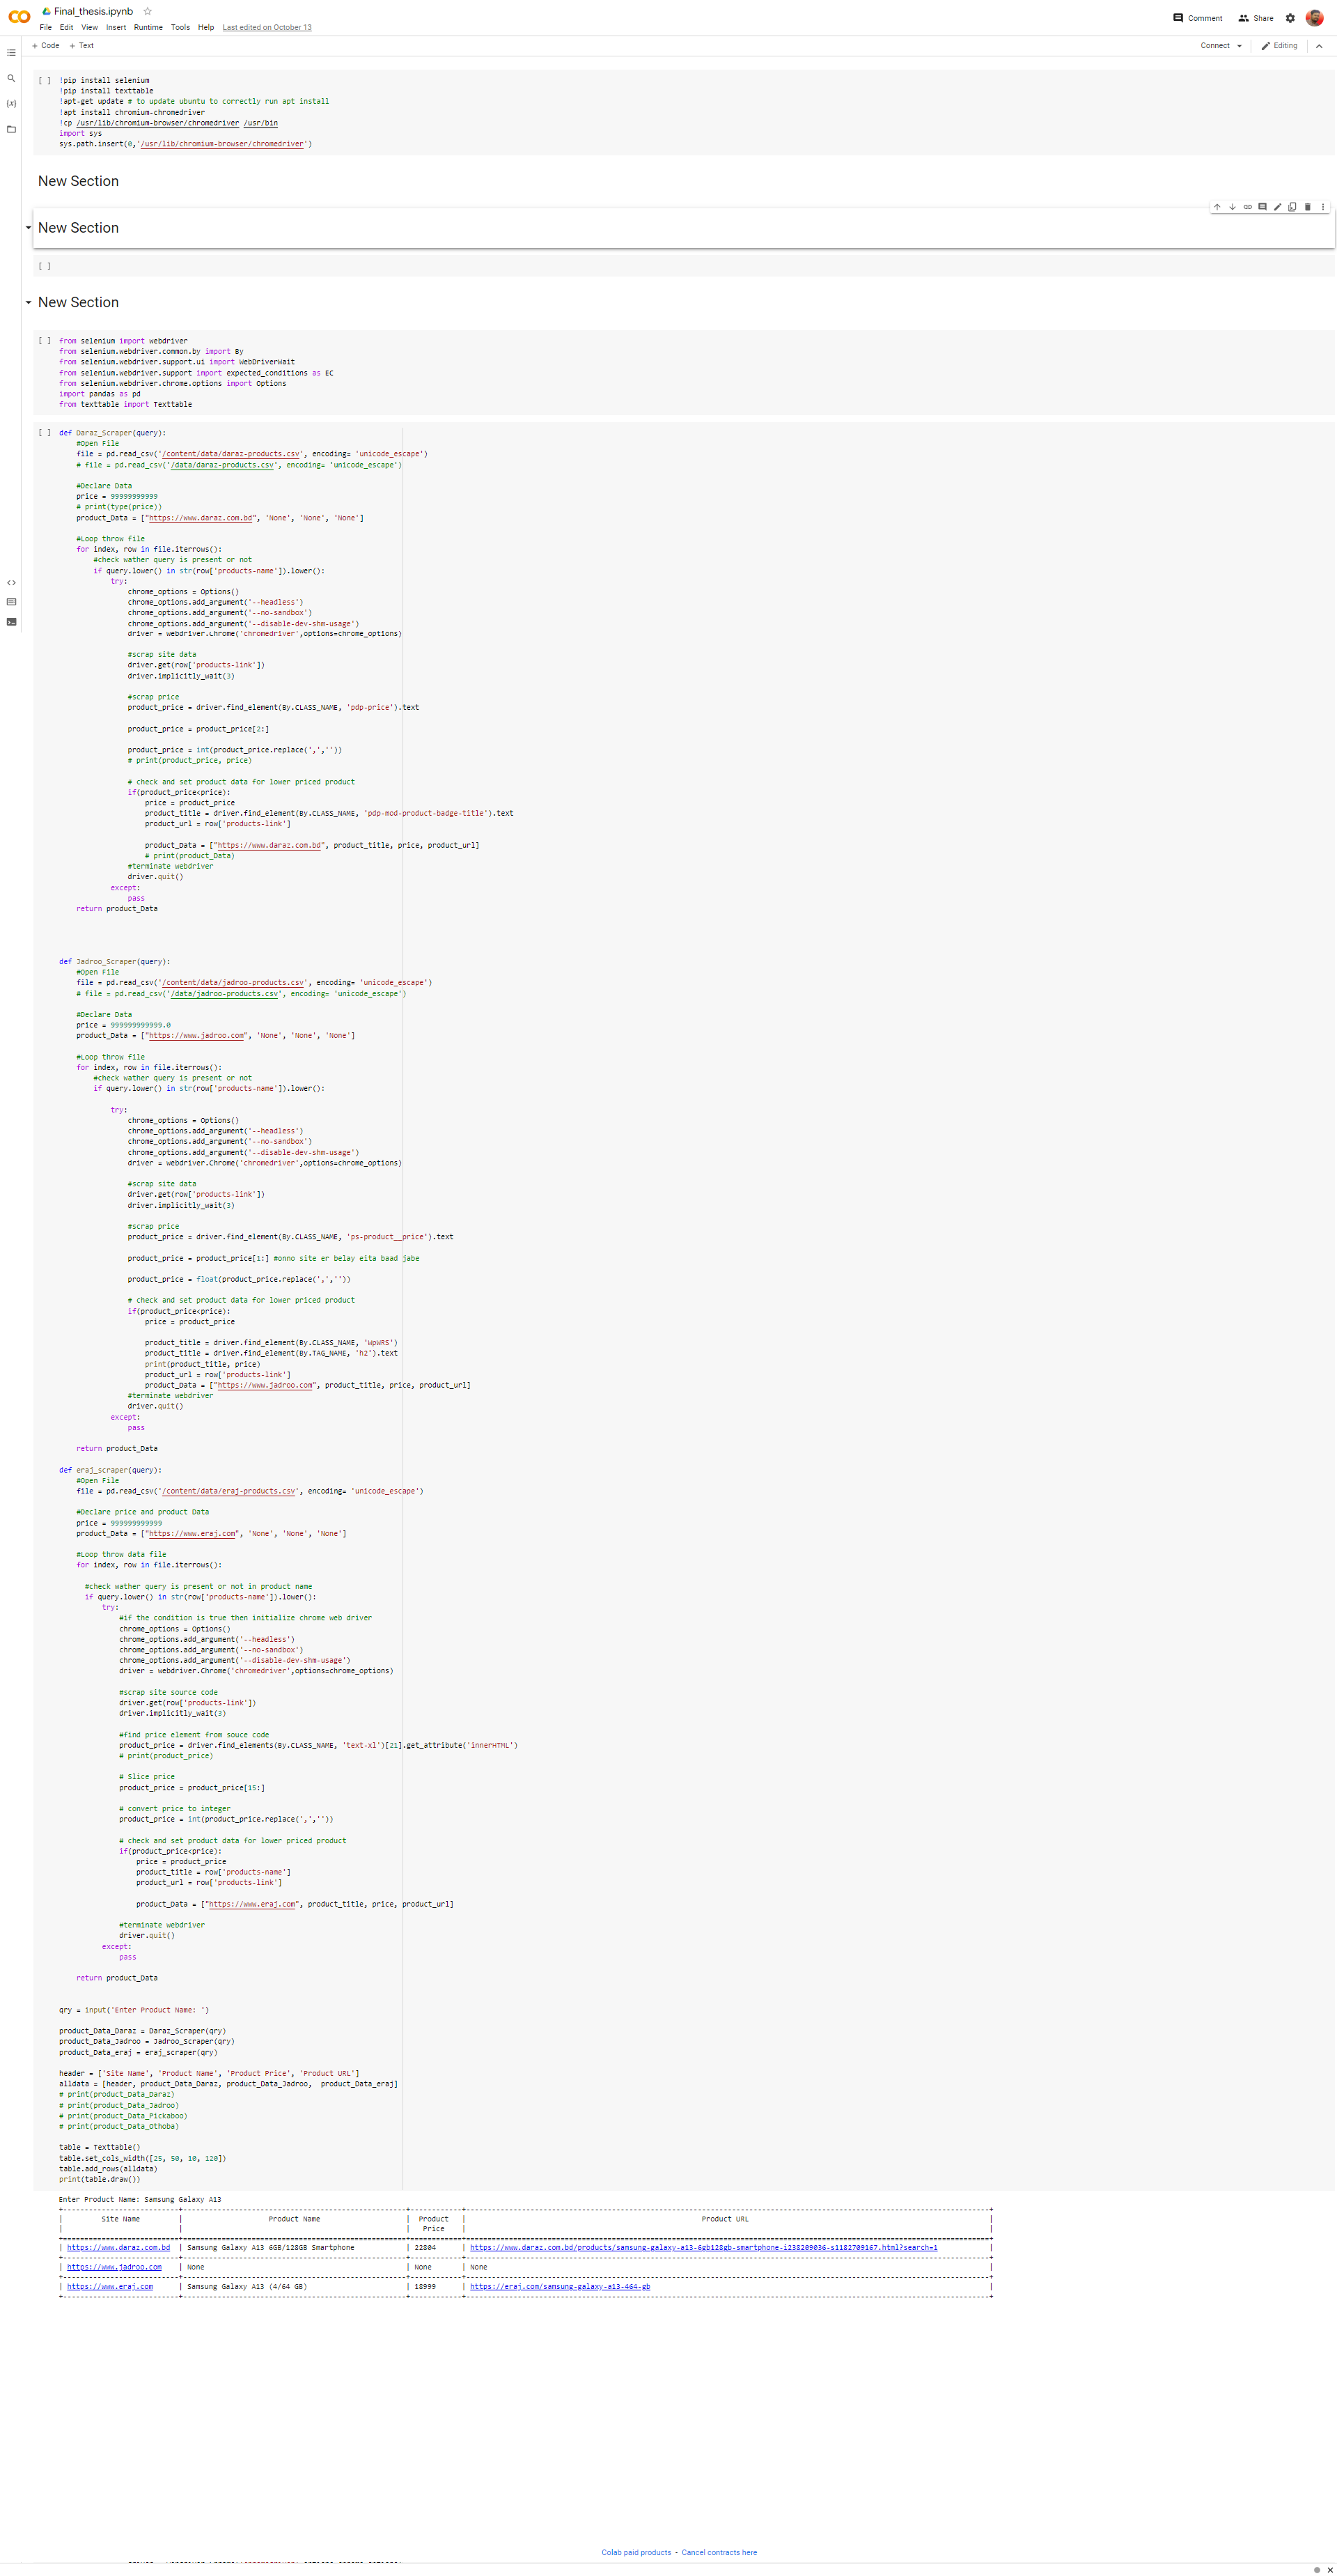 Final_thesis.ipynb
File Edit View Insert Runtime Tools Help Last edited on October 13
Comment Share
+ Code + Text
Connect Editing
[ ] !pip install selenium
!pip install texttable
!apt-get update # to update ubuntu to correctly run apt install
!apt install chromium-chromedriver
!cp /usr/lib/chromium-browser/chromedriver /usr/bin
import sys
sys.path.insert(0,'/usr/lib/chromium-browser/chromedriver')
New Section
New Section
[ ]
New Section
[ ] from selenium import webdriver
from selenium.webdriver.common.by import By
from selenium.webdriver.support.ui import WebDriverWait
from selenium.webdriver.support import expected_conditions as EC
from selenium.webdriver.chrome.options import Options
import pandas as pd
from texttable import Texttable
[ ] def Daraz_Scraper(query):
#Open File
file = pd.read_csv('/content/data/daraz-products.csv', encoding= 'unicode_escape')
# file = pd.read_csv('/data/daraz-products.csv', encoding= 'unicode_escape')
#Declare Data
price = 99999999999
# print(type(price))
product_Data = ["https://www.daraz.com.bd", 'None', 'None', 'None']
#Loop throw file
for index, row in file.iterrows():
#check wather query is present or not
if query.lower() in str(row['products-name']).lower():
try:
chrome_options = Options()
chrome_options.add_argument('--headless')
chrome_options.add_argument('--no-sandbox')
chrome_options.add_argument('--disable-dev-shm-usage')
driver = webdriver.Chrome('chromedriver',options=chrome_options)
#scrap site data
driver.get(row['products-link'])
driver.implicitly_wait(3)
#scrap price
product_price = driver.find_element(By.CLASS_NAME, 'pdp-price').text
product_price = product_price[2:]
product_price = int(product_price.replace(',',''))
# print(product_price, price)
# check and set product data for lower priced product
if(product_price<price):
price = product_price
product_title = driver.find_element(By.CLASS_NAME, 'pdp-mod-product-badge-title').text
product_url = row['products-link']
product_Data = ["https://www.daraz.com.bd", product_title, price, product_url]
# print(product_Data)
#terminate webdriver
driver.quit()
except:
pass
return product_Data
def Jadroo_Scraper(query):
#Open File
file = pd.read_csv('/content/data/jadroo-products.csv', encoding= 'unicode_escape')
# file = pd.read_csv('/data/jadroo-products.csv', encoding= 'unicode_escape')
#Declare Data
price = 999999999999.0
product_Data = ["https://www.jadroo.com", 'None', 'None', 'None']
#Loop throw file
for index, row in file.iterrows():
#check wather query is present or not
if query.lower() in str(row['products-name']).lower():
try:
chrome_options = Options()
chrome_options.add_argument('--headless')
chrome_options.add_argument('--no-sandbox')
chrome_options.add_argument('--disable-dev-shm-usage')
driver = webdriver.Chrome('chromedriver',options=chrome_options)
#scrap site data
driver.get(row['products-link'])
driver.implicitly_wait(3)
#scrap price
product_price = driver.find_element(By.CLASS_NAME, 'ps-product__price').text
product_price = product_price[1:] #onno site er belay eita baad jabe
product_price = float(product_price.replace(',',''))
# check and set product data for lower priced product
if(product_price<price):
price = product_price
product_title = driver.find_element(By.CLASS_NAME, 'WpWRS')
product_title = driver.find_element(By.TAG_NAME, 'h2').text
print(product_title, price)
product_url = row['products-link']
product_Data = ["https://www.jadroo.com", product_title, price, product_url]
#terminate webdriver
driver.quit()
except:
pass
return product_Data
def eraj_scraper(query):
#Open File
file = pd.read_csv('/content/data/eraj-products.csv', encoding= 'unicode_escape')
#Declare price and product Data
price = 999999999999
product_Data = ["https://www.eraj.com", 'None', 'None', 'None']
#Loop throw data file
for index, row in file.iterrows():
#check wather query is present or not in product name
if query.lower() in str(row['products-name']).lower():
try:
#if the condition is true then initialize chrome web driver
chrome_options = Options()
chrome_options.add_argument('--headless')
chrome_options.add_argument('--no-sandbox')
chrome_options.add_argument('--disable-dev-shm-usage')
driver = webdriver.Chrome('chromedriver',options=chrome_options)
#scrap site source code
driver.get(row['products-link'])
driver.implicitly_wait(3)
#find price element from souce code
product_price = driver.find_elements(By.CLASS_NAME, 'text-xl')[21].get_attribute('innerHTML')
# print(product_price)
# Slice price
product_price = product_price[15:]
# convert price to integer
product_price = int(product_price.replace(',',''))
# check and set product data for lower priced product
if(product_price<price):
price = product_price
product_title = row['products-name']
product_url = row['products-link']
product_Data = ["https://www.eraj.com", product_title, price, product_url]
#terminate webdriver
driver.quit()
except:
pass
return product_Data
qry = input('Enter Product Name: ')
product_Data_Daraz = Daraz_Scraper(qry)
product_Data_Jadroo = Jadroo_Scraper(qry)
product_Data_eraj = eraj_scraper(qry)
header = ['Site Name', 'Product Name', 'Product Price', 'Product URL']
alldata = [header, product_Data_Daraz, product_Data_Jadroo, product_Data_eraj]
# print(product_Data_Daraz)
# print(product_Data_Jadroo)
# print(product_Data_Pickaboo)
# print(product_Data_Othoba)
table = Texttable()
table.set_cols_width([25, 50, 10, 120])
table.add_rows(alldata)
print(table.draw())
Enter Product Name: Samsung Galaxy A13
| Site Name | Product Name | Product | Product URL |
| | | Price | |
| https://www.daraz.com.bd | Samsung Galaxy A13 6GB/128GB Smartphone | 22804 | https://www.daraz.com.bd/products/samsung-galaxy-a13-6gb128gb-smartphone-i238209036-s1182709167.html?search=1 |
| https://www.jadroo.com | None | None | None |
| https://www.eraj.com | Samsung Galaxy A13 (4/64 GB) | 18999 | https://eraj.com/samsung-galaxy-a13-464-gb |
Colab paid products - Cancel contracts here